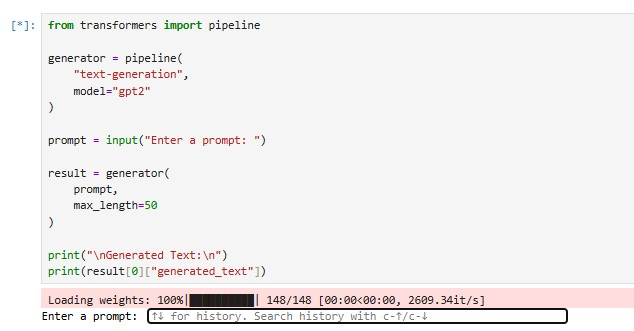 [*]: from transformers import pipeline
generator = pipeline(
    "text-generation",
    model="gpt2"
)
prompt = input("Enter a prompt: ")
result = generator(
    prompt,
    max_length=50
)
print("\nGenerated Text:\n")
print(result[0]["generated_text"])
Loading weights: 100%|██████████| 148/148 [00:00<00:00, 2609.34it/s]
Enter a prompt: ↑↓ for history. Search history with c-↑/c-↓